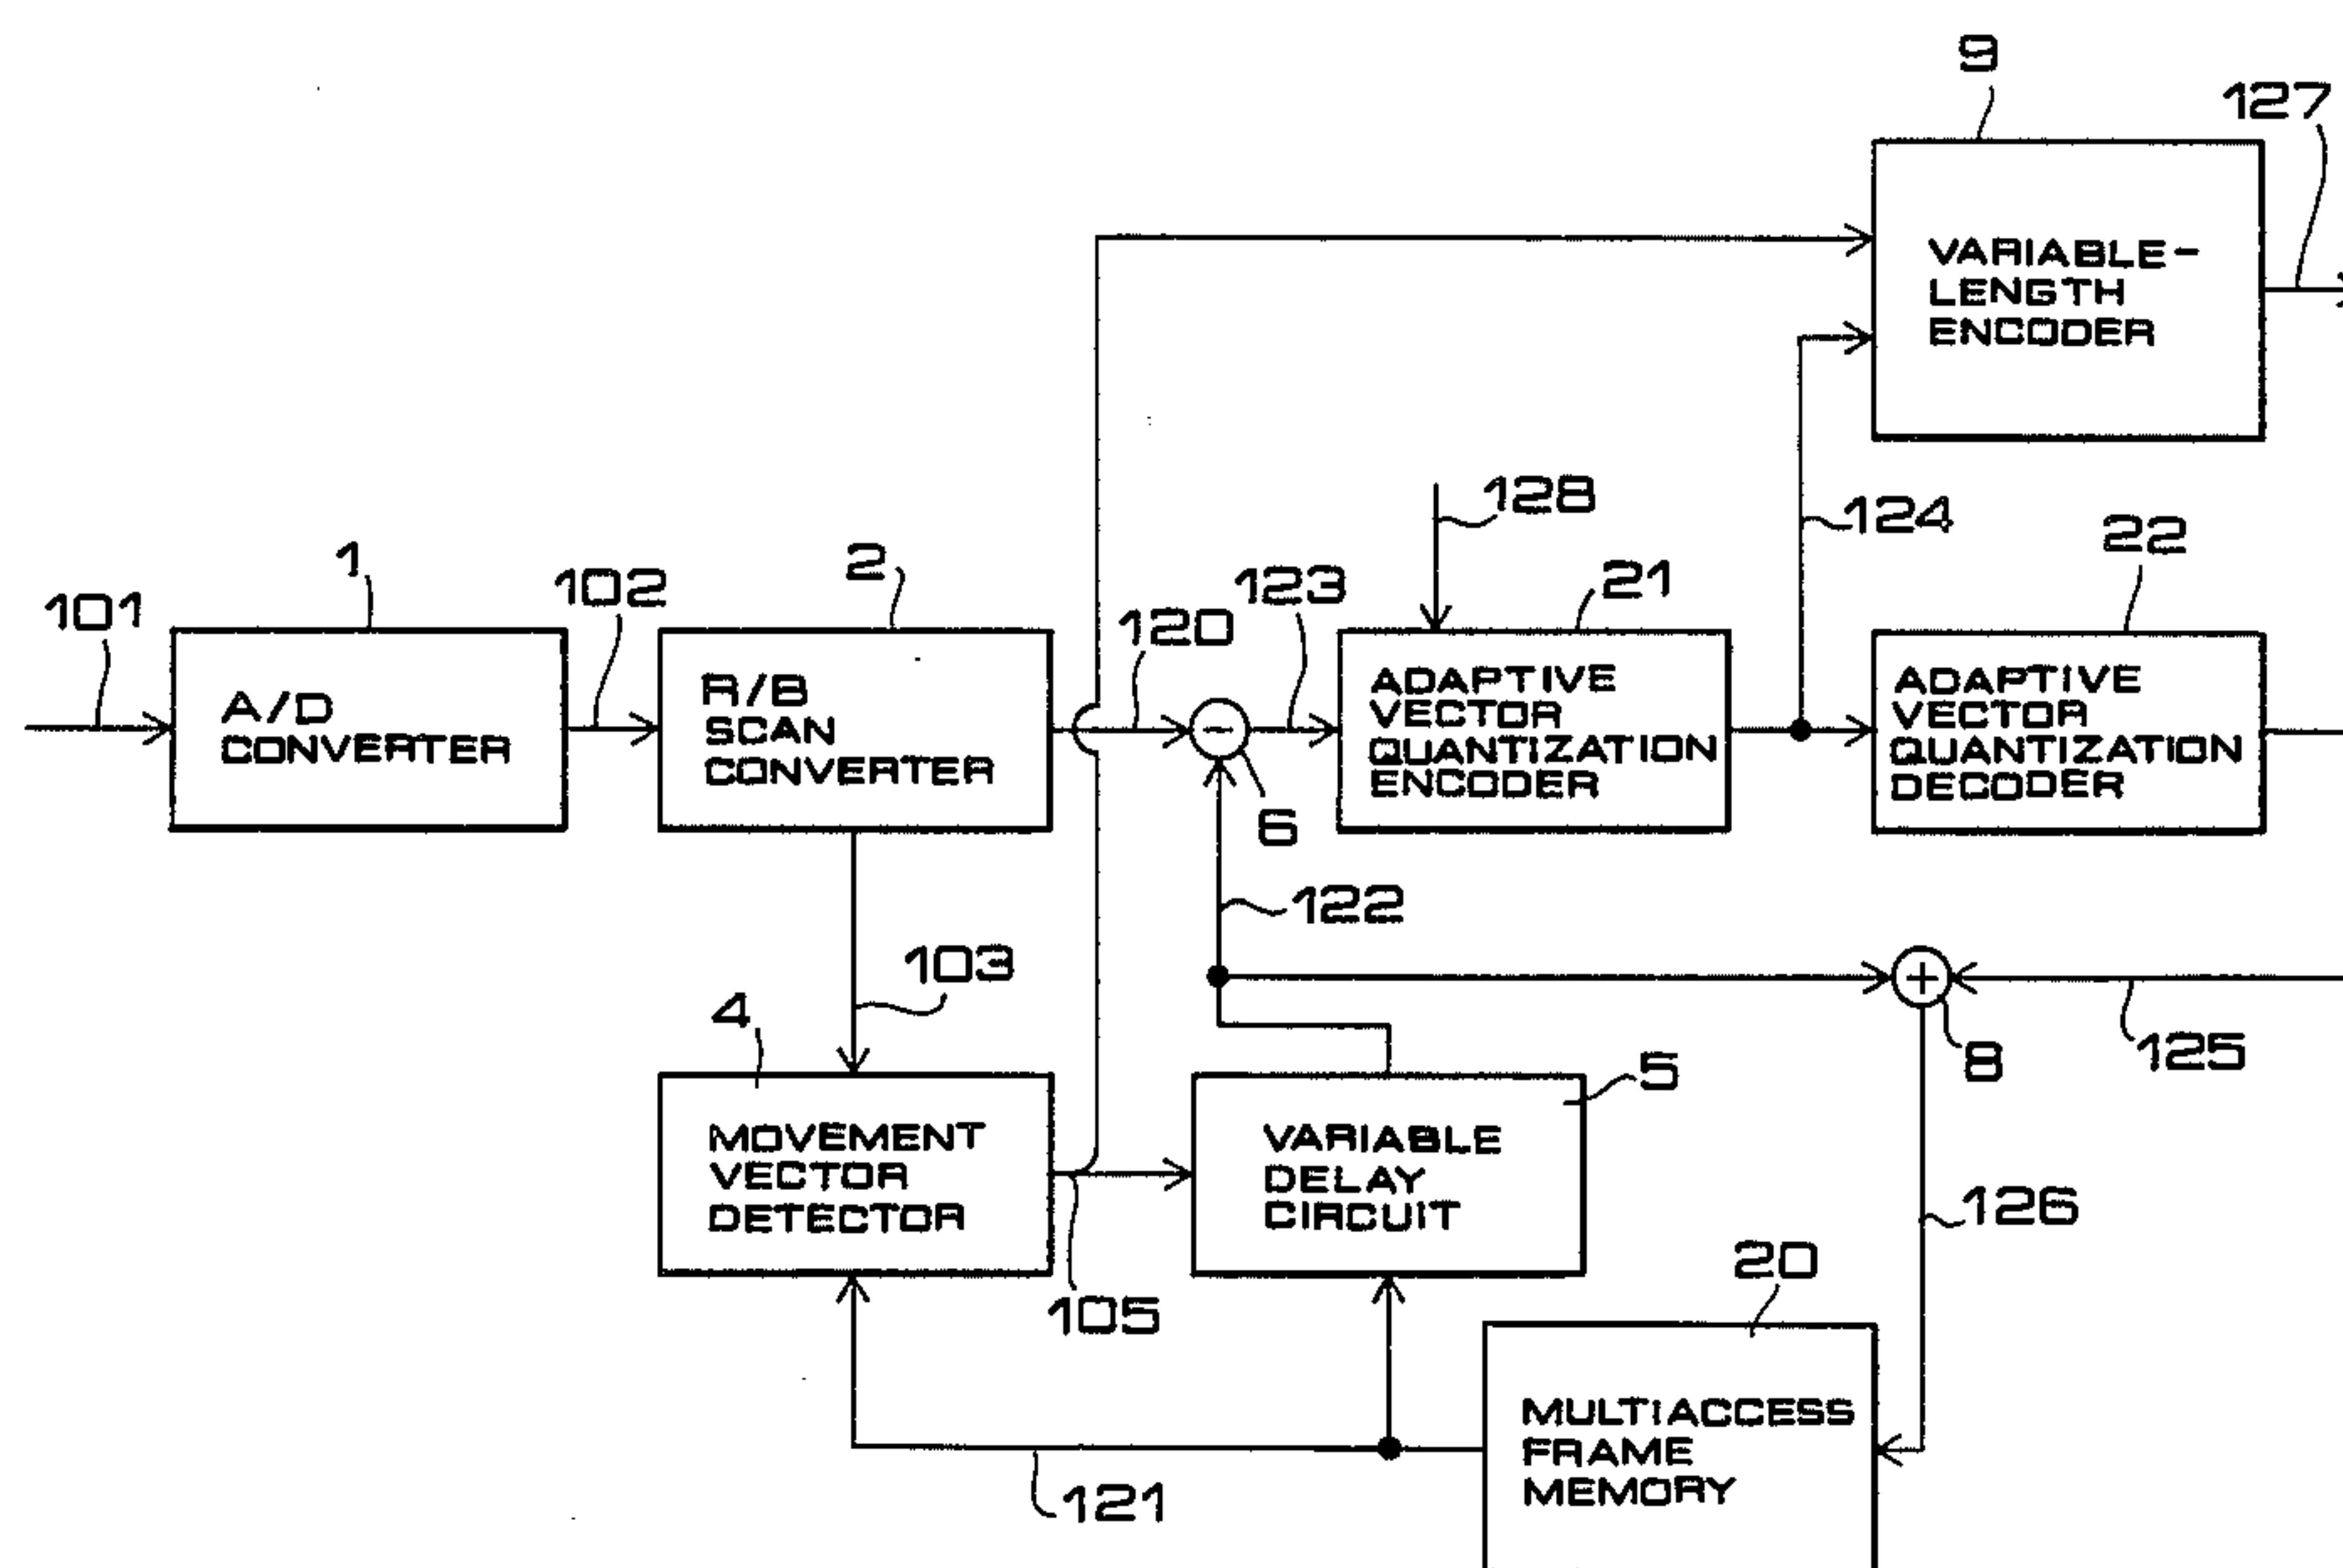 9
127
VARIABLE-
LENGTH
ENCODER
128
124
22
21
1
102
2
101
123
120
A/D
CONVERTER
R/B
SCAN
CONVERTER
ADAPTIVE
VECTOR
QUANTIZATION
ENCODER
ADAPTIVE
VECTOR
QUANTIZATION
DECODER
6
122
103
4
8
125
5
MOVEMENT
VECTOR
DETECTOR
VARIABLE
DELAY
CIRCUIT
126
20
105
MULTIACCESS
FRAME
MEMORY
121